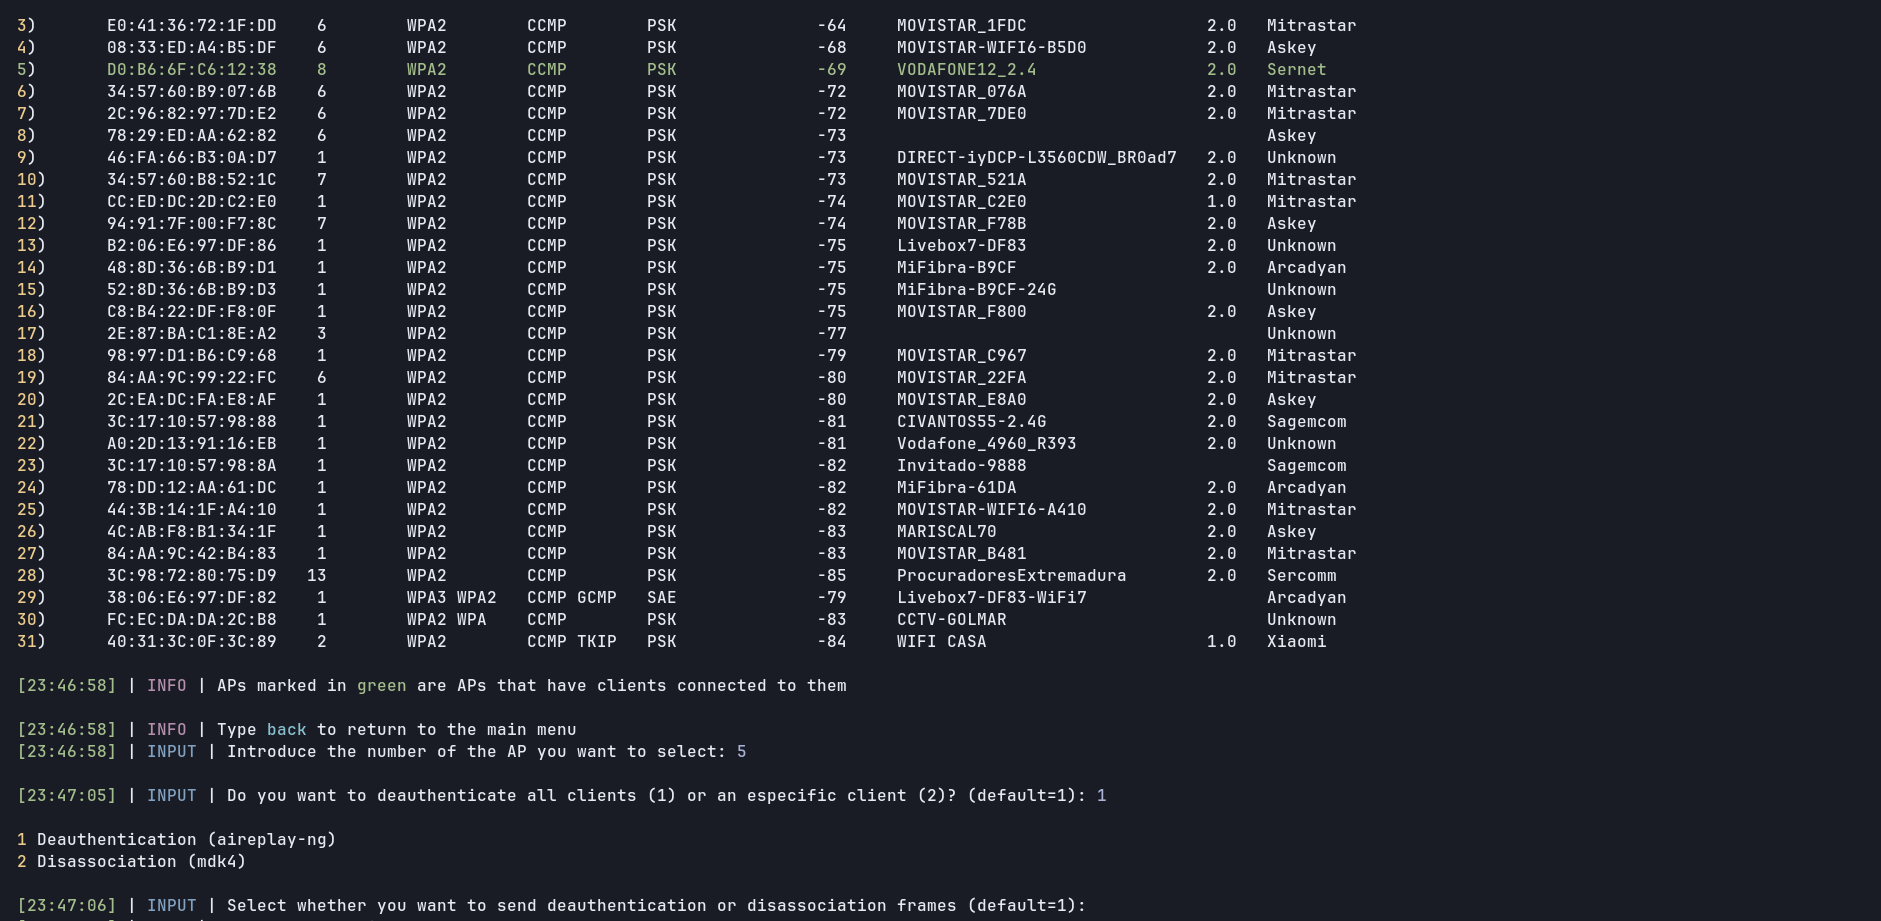 3) E0:41:36:72:1F:DD 6 WPA2 CCMP PSK -64 MOVISTAR_1FDC 2.0 Mitrastar
4) 08:33:ED:A4:B5:DF 6 WPA2 CCMP PSK -68 MOVISTAR-WIFI6-B5D0 2.0 Askey
5) D0:B6:6F:C6:12:38 8 WPA2 CCMP PSK -69 VODAFONE12_2.4 2.0 Sernet
6) 34:57:60:B9:07:6B 6 WPA2 CCMP PSK -72 MOVISTAR_076A 2.0 Mitrastar
7) 2C:96:82:97:7D:E2 6 WPA2 CCMP PSK -72 MOVISTAR_7DE0 2.0 Mitrastar
8) 78:29:ED:AA:62:82 6 WPA2 CCMP PSK -73 Askey
9) 46:FA:66:B3:0A:D7 1 WPA2 CCMP PSK -73 DIRECT-iyDCP-L3560CDW_BR0ad7 2.0 Unknown
10) 34:57:60:B8:52:1C 7 WPA2 CCMP PSK -73 MOVISTAR_521A 2.0 Mitrastar
11) CC:ED:DC:2D:C2:E0 1 WPA2 CCMP PSK -74 MOVISTAR_C2E0 1.0 Mitrastar
12) 94:91:7F:00:F7:8C 7 WPA2 CCMP PSK -74 MOVISTAR_F78B 2.0 Askey
13) B2:06:E6:97:DF:86 1 WPA2 CCMP PSK -75 Livebox7-DF83 2.0 Unknown
14) 48:8D:36:6B:B9:D1 1 WPA2 CCMP PSK -75 MiFibra-B9CF 2.0 Arcadyan
15) 52:8D:36:6B:B9:D3 1 WPA2 CCMP PSK -75 MiFibra-B9CF-24G Unknown
16) C8:B4:22:DF:F8:0F 1 WPA2 CCMP PSK -75 MOVISTAR_F800 2.0 Askey
17) 2E:87:BA:C1:8E:A2 3 WPA2 CCMP PSK -77 Unknown
18) 98:97:D1:B6:C9:68 1 WPA2 CCMP PSK -79 MOVISTAR_C967 2.0 Mitrastar
19) 84:AA:9C:99:22:FC 6 WPA2 CCMP PSK -80 MOVISTAR_22FA 2.0 Mitrastar
20) 2C:EA:DC:FA:E8:AF 1 WPA2 CCMP PSK -80 MOVISTAR_E8A0 2.0 Askey
21) 3C:17:10:57:98:88 1 WPA2 CCMP PSK -81 CIVANTOS55-2.4G 2.0 Sagemcom
22) A0:2D:13:91:16:EB 1 WPA2 CCMP PSK -81 Vodafone_4960_R393 2.0 Unknown
23) 3C:17:10:57:98:8A 1 WPA2 CCMP PSK -82 Invitado-9888 Sagemcom
24) 78:DD:12:AA:61:DC 1 WPA2 CCMP PSK -82 MiFibra-61DA 2.0 Arcadyan
25) 44:3B:14:1F:A4:10 1 WPA2 CCMP PSK -82 MOVISTAR-WIFI6-A410 2.0 Mitrastar
26) 4C:AB:F8:B1:34:1F 1 WPA2 CCMP PSK -83 MARISCAL70 2.0 Askey
27) 84:AA:9C:42:B4:83 1 WPA2 CCMP PSK -83 MOVISTAR_B481 2.0 Mitrastar
28) 3C:98:72:80:75:D9 13 WPA2 CCMP PSK -85 ProcuradoresExtremadura 2.0 Sercomm
29) 38:06:E6:97:DF:82 1 WPA3 WPA2 CCMP GCMP SAE -79 Livebox7-DF83-WiFi7 Arcadyan
30) FC:EC:DA:DA:2C:B8 1 WPA2 WPA CCMP PSK -83 CCTV-GOLMAR Unknown
31) 40:31:3C:0F:3C:89 2 WPA2 CCMP TKIP PSK -84 WIFI CASA 1.0 Xiaomi
[23:46:58] | INFO | APs marked in green are APs that have clients connected to them
[23:46:58] | INFO | Type back to return to the main menu
[23:46:58] | INPUT | Introduce the number of the AP you want to select: 5
[23:47:05] | INPUT | Do you want to deauthenticate all clients (1) or an especific client (2)? (default=1): 1
1 Deauthentication (aireplay-ng)
2 Disassociation (mdk4)
[23:47:06] | INPUT | Select whether you want to send deauthentication or disassociation frames (default=1):